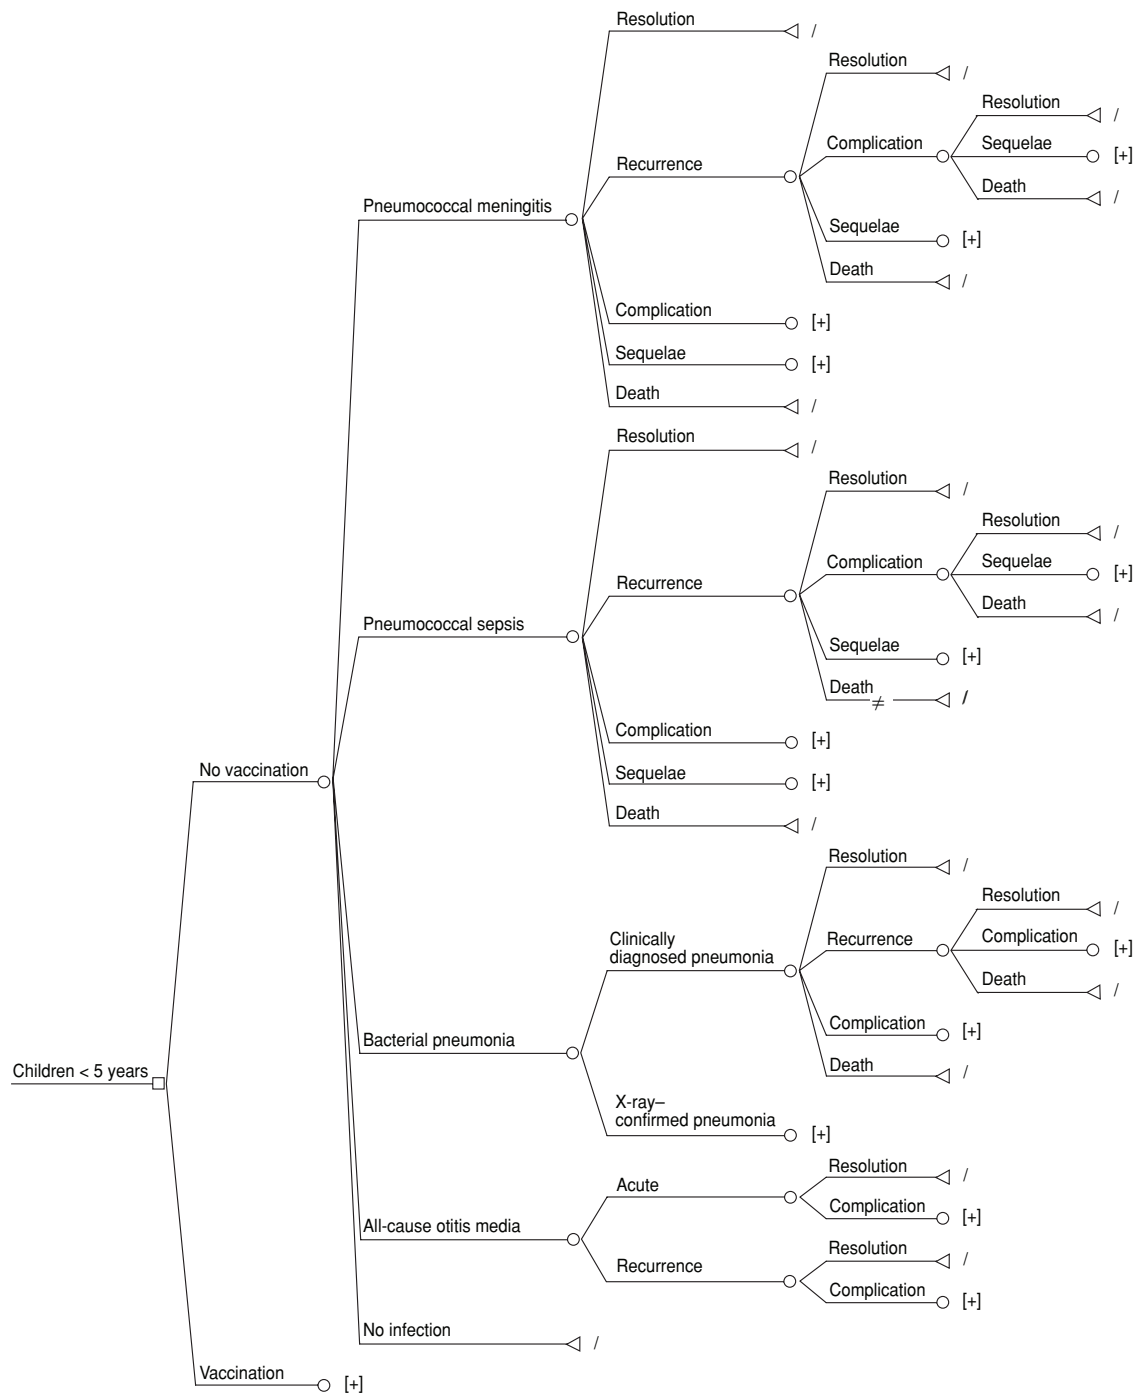 Resolution /
Resolution /
Resolution /
Complication
Sequelae [+]
Recurrence
Death /
Pneumococcal meningitis
Sequelae [+]
Death /
Complication [+]
Sequelae [+]
Death /
Resolution /
Resolution /
Resolution /
Complication
Sequelae [+]
Recurrence
Death /
Pneumococcal sepsis
Sequelae [+]
Death ≠ /
Complication [+]
No vaccination
Sequelae [+]
Death /
Resolution /
Resolution /
Clinically
diagnosed pneumonia
Recurrence
Complication [+]
Death /
Complication [+]
Bacterial pneumonia
Death /
Children < 5 years
X-ray–
confirmed pneumonia [+]
Resolution /
Acute
Complication [+]
All-cause otitis media
Resolution /
Recurrence
Complication [+]
No infection /
Vaccination [+]